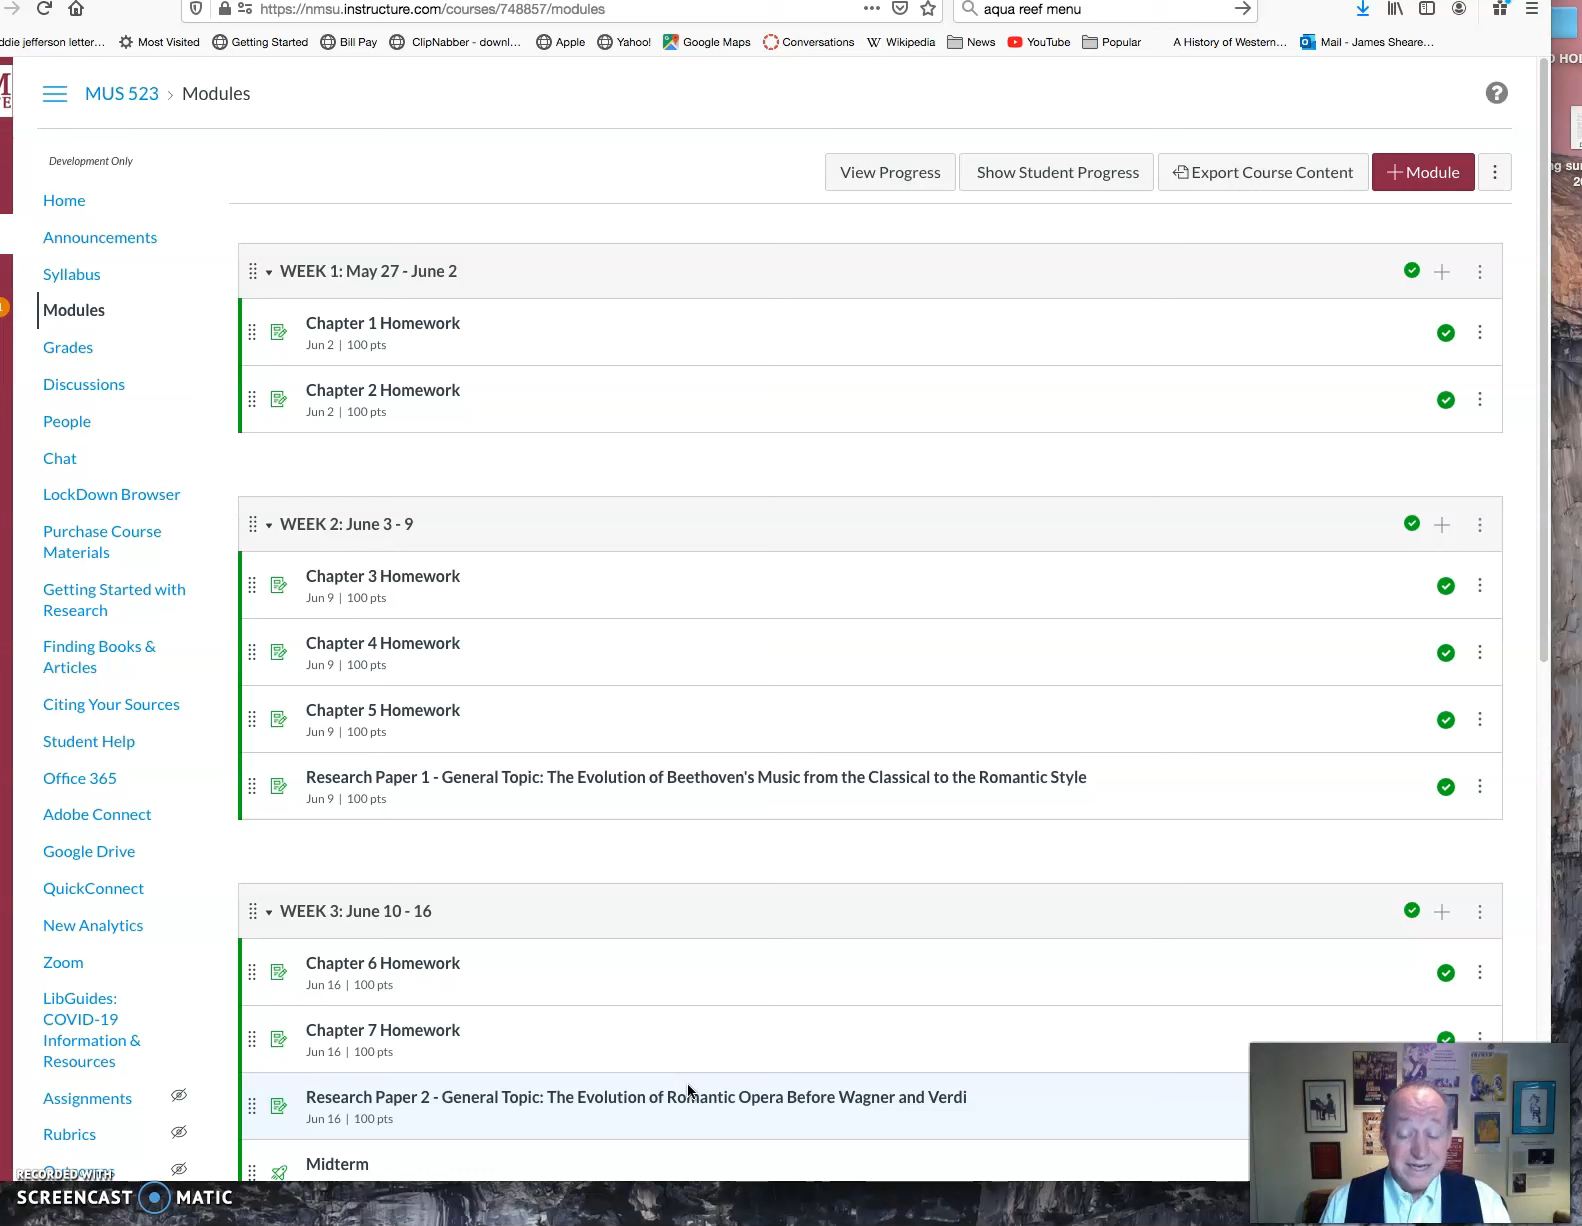 https://nmsu.instructure.com/courses/748857/modules
aqua reef menu
ddie jefferson letter...
Most Visited
Getting Started
Bill Pay
ClipNabber - downl...
Apple
Yahoo!
Google Maps
Conversations
W Wikipedia
News
YouTube
Popular
A History of Western...
Mail - James Sheare...
MUS 523 › Modules
?
Development Only
View Progress
Show Student Progress
Export Course Content
+ Module
Home
Announcements
Syllabus
Modules
Grades
Discussions
People
Chat
LockDown Browser
Purchase Course
Materials
Getting Started with
Research
Finding Books &
Articles
Citing Your Sources
Student Help
Office 365
Adobe Connect
Google Drive
QuickConnect
New Analytics
Zoom
LibGuides:
COVID-19
Information &
Resources
Assignments
Rubrics
WEEK 1: May 27 - June 2
Chapter 1 Homework
Jun 2 | 100 pts
Chapter 2 Homework
Jun 2 | 100 pts
WEEK 2: June 3 - 9
Chapter 3 Homework
Jun 9 | 100 pts
Chapter 4 Homework
Jun 9 | 100 pts
Chapter 5 Homework
Jun 9 | 100 pts
Research Paper 1 - General Topic: The Evolution of Beethoven's Music from the Classical to the Romantic Style
Jun 9 | 100 pts
WEEK 3: June 10 - 16
Chapter 6 Homework
Jun 16 | 100 pts
Chapter 7 Homework
Jun 16 | 100 pts
Research Paper 2 - General Topic: The Evolution of Romantic Opera Before Wagner and Verdi
Jun 16 | 100 pts
Midterm
RECORDED WITH
SCREENCAST MATIC